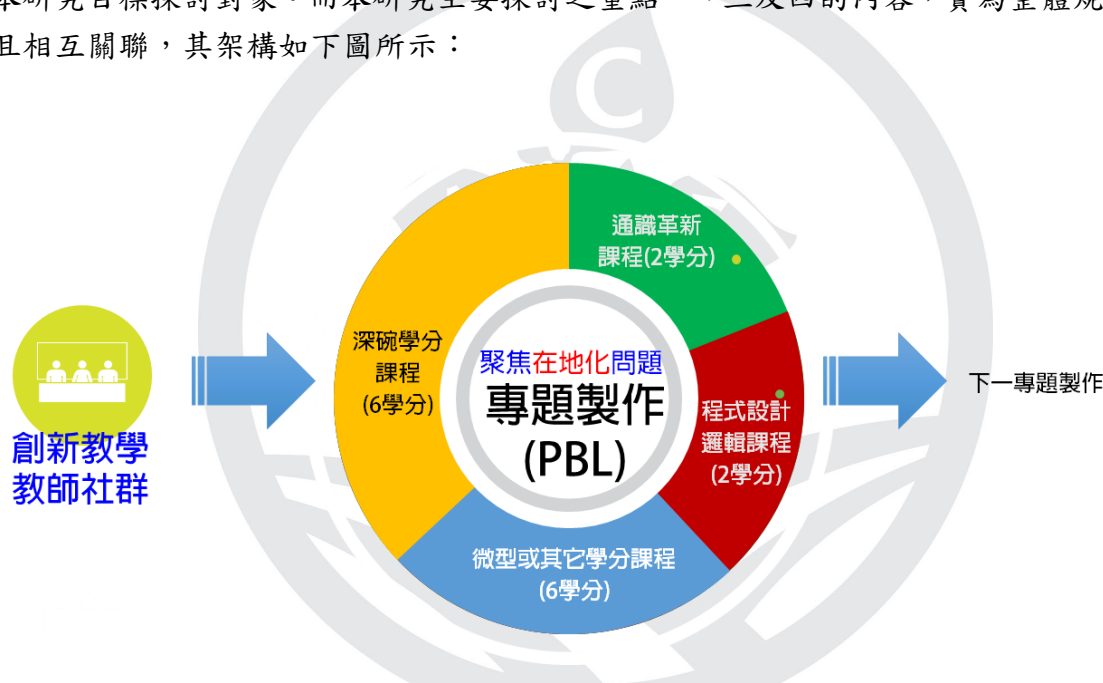 本研究目標探討對象。而本研究主要探討之重點
二及四的內容,實為整體規
且相互關聯,其架構如下圖所示:
C
通識革新
課程(2學分)
深碗學分
課程
(6學分)
聚焦在地化問題
專題製作
(PBL)
程式設計
邏輯課程
(2學分)
下一專題製作
創新教學
教師社群
微型或其它學分課程
(6學分)